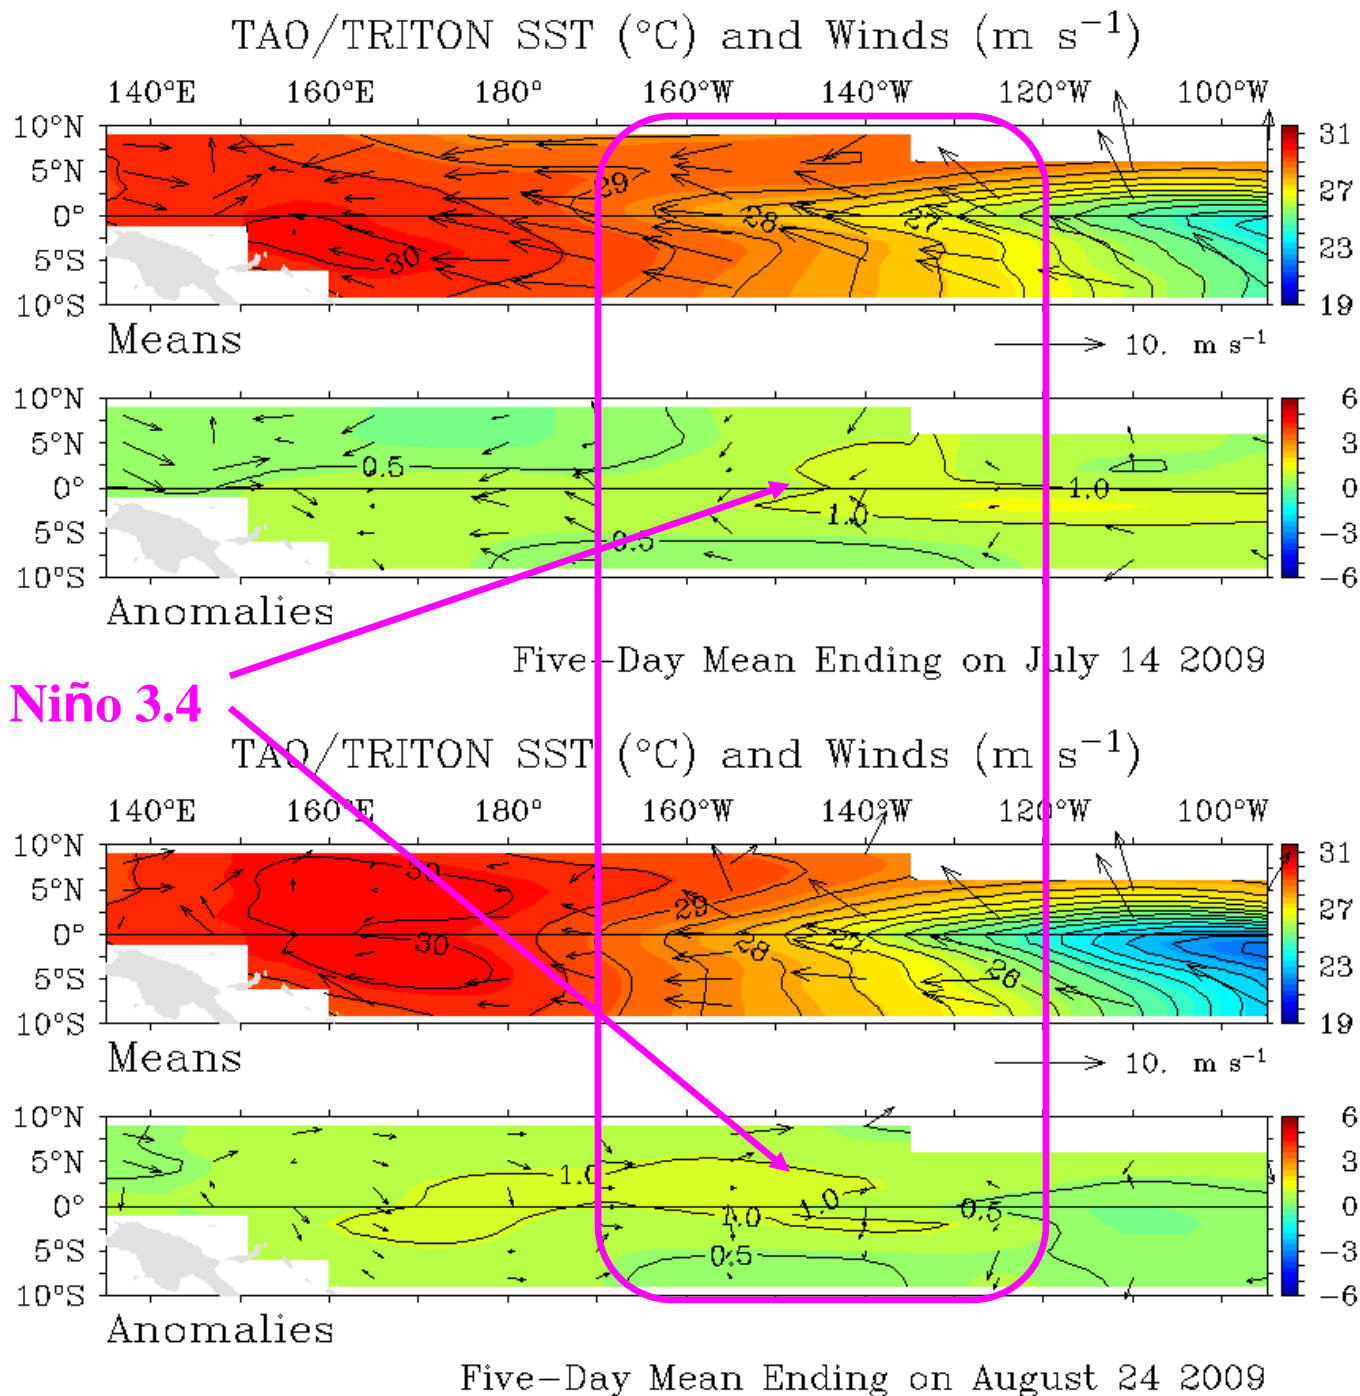 TAO/TRITON SST (°C) and Winds (m s⁻¹)
140°E 160°E 180° 160°W 140°W 120°W 100°W
10°N
5°N
0°
5°S
10°S
29
28
27
30
31
27
23
19
Means
10. m s⁻¹
10°N
5°N
0°
5°S
10°S
0.5
1.0
1.0
0.5
6
3
0
−3
−6
Anomalies
Five-Day Mean Ending on July 14 2009
Niño 3.4
TAO/TRITON SST (°C) and Winds (m s⁻¹)
140°E 160°E 180° 160°W 140°W 120°W 100°W
10°N
5°N
0°
5°S
10°S
30
29
30
28
27
26
31
27
23
19
Means
10. m s⁻¹
10°N
5°N
0°
5°S
10°S
1.0
1.0
1.0
0.5
0.5
6
3
0
−3
−6
Anomalies
Five-Day Mean Ending on August 24 2009